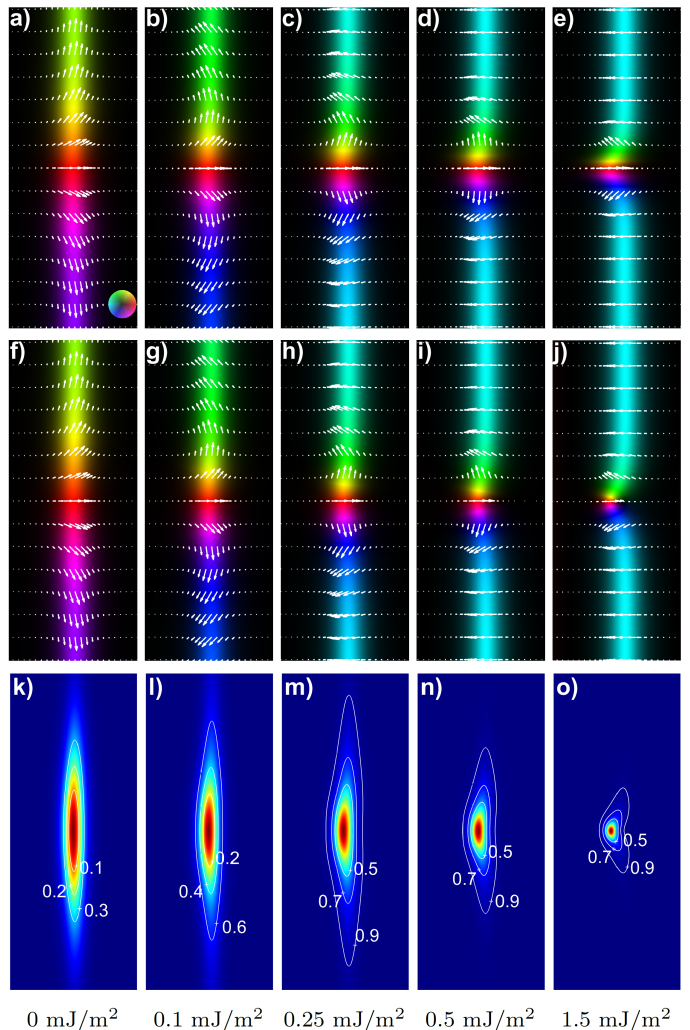 a) b) c) d) e)
f) g) h) i) j)
k) l) m) n) o)
0.1 0.2 0.3
0.2 0.4 0.6
0.5 0.7 0.9
0.5 0.7 0.9
0.5 0.7 0.9
0 mJ/m² 0.1 mJ/m² 0.25 mJ/m² 0.5 mJ/m² 1.5 mJ/m²